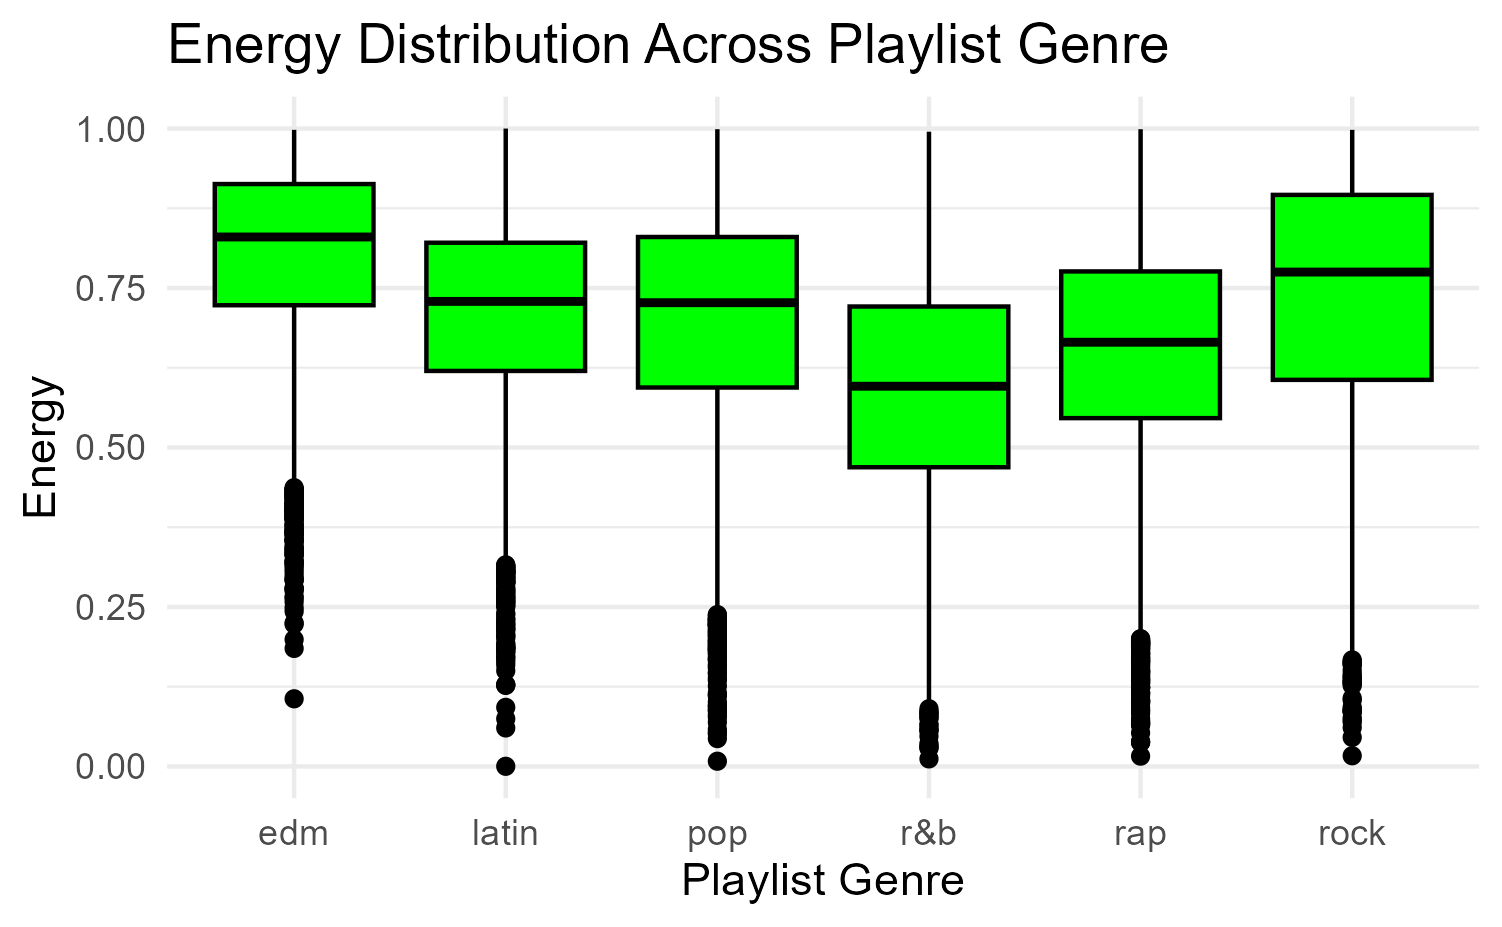 Energy Distribution Across Playlist Genre
Energy
1.00
0.75
0.50
0.25
0.00
edm latin pop r&b rap rock
Playlist Genre